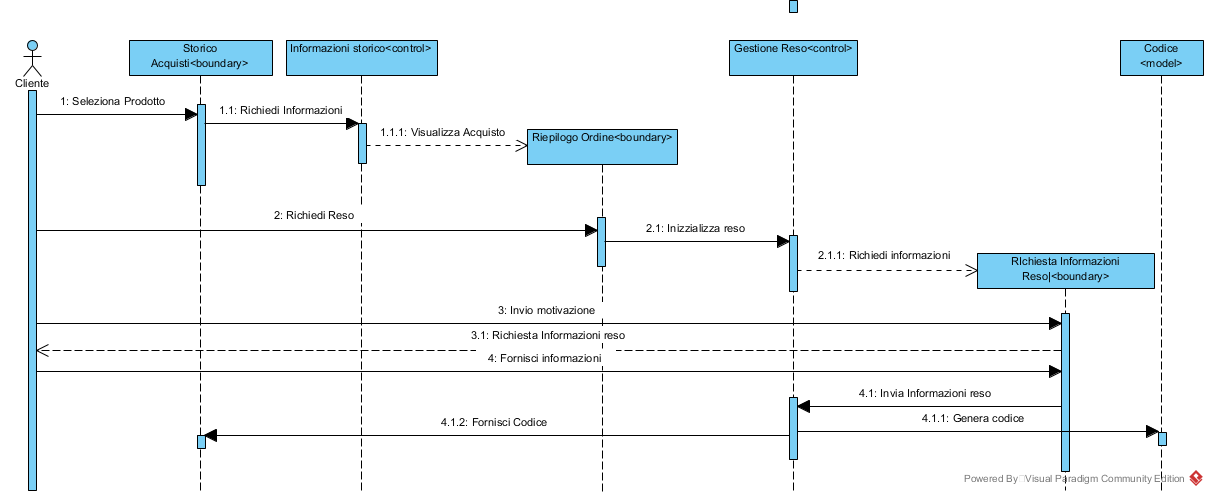 Storico
Acquisti<boundary>
Informazioni storico<control>
Gestione Reso<control>
Codice
<model>
Cliente
1: Seleziona Prodotto
1.1: Richiedi Informazioni
1.1.1: Visualizza Acquisto
Riepilogo Ordine<boundary>
2: Richiedi Reso
2.1: Inizzializza reso
2.1.1: Richiedi informazioni
RIchiesta Informazioni
Reso|<boundary>
3: Invio motivazione
3.1: Richiesta Informazioni reso
4: Fornisci informazioni
4.1: Invia Informazioni reso
4.1.1: Genera codice
4.1.2: Fornisci Codice
Powered By Visual Paradigm Community Edition